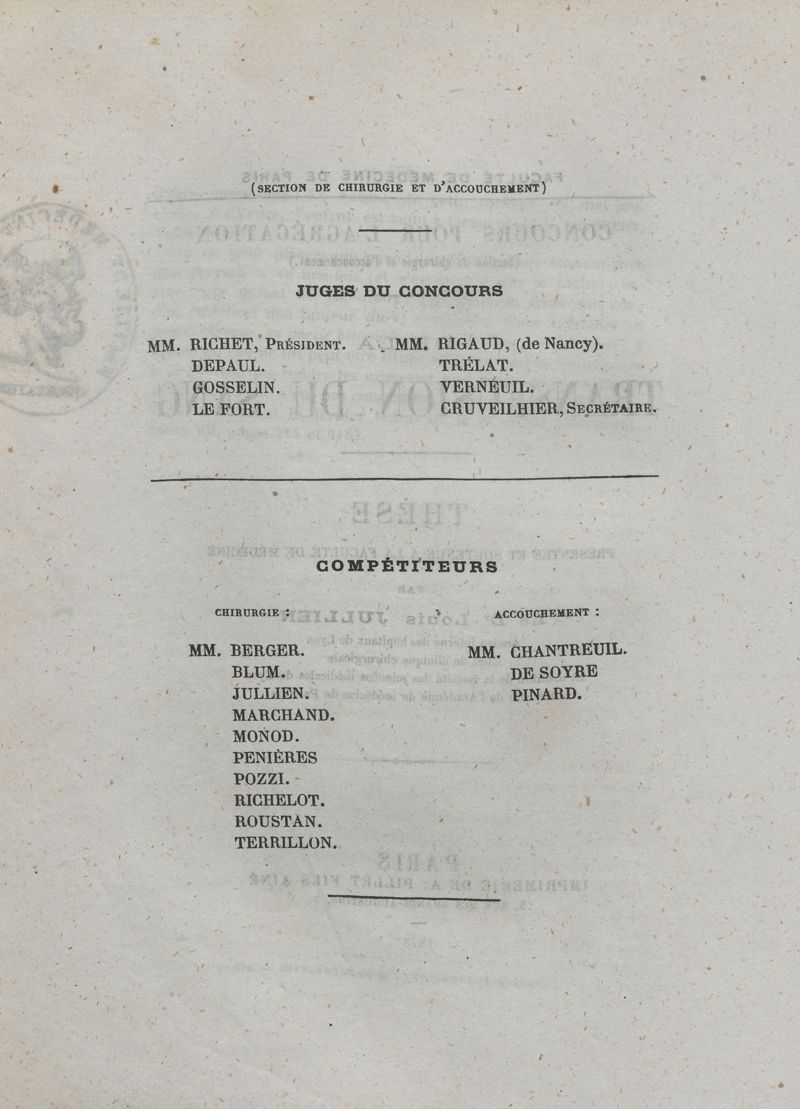 (SECTION DE CHIRURGIE ET D'ACCOUCHEMENT)
JUGES DU CONCOURS
MM. RICHET, PRÉSIDENT.
DEPAUL.
GOSSELIN.
LE FORT.
MM. RIGAUD, (de Nancy).
TRÉLAT.
VERNEUIL.
CRUVEILHIER, SECRÉTAIRE.
COMPÉTITEURS
CHIRURGIE :
MM. BERGER.
BLUM.
JULLIEN.
MARCHAND.
MONOD.
PENIÈRES
POZZI.
RICHELOT.
ROUSTAN.
TERRILLON.
ACCOUCHEMENT :
MM. CHANTREUIL.
DE SOYRE
PINARD.